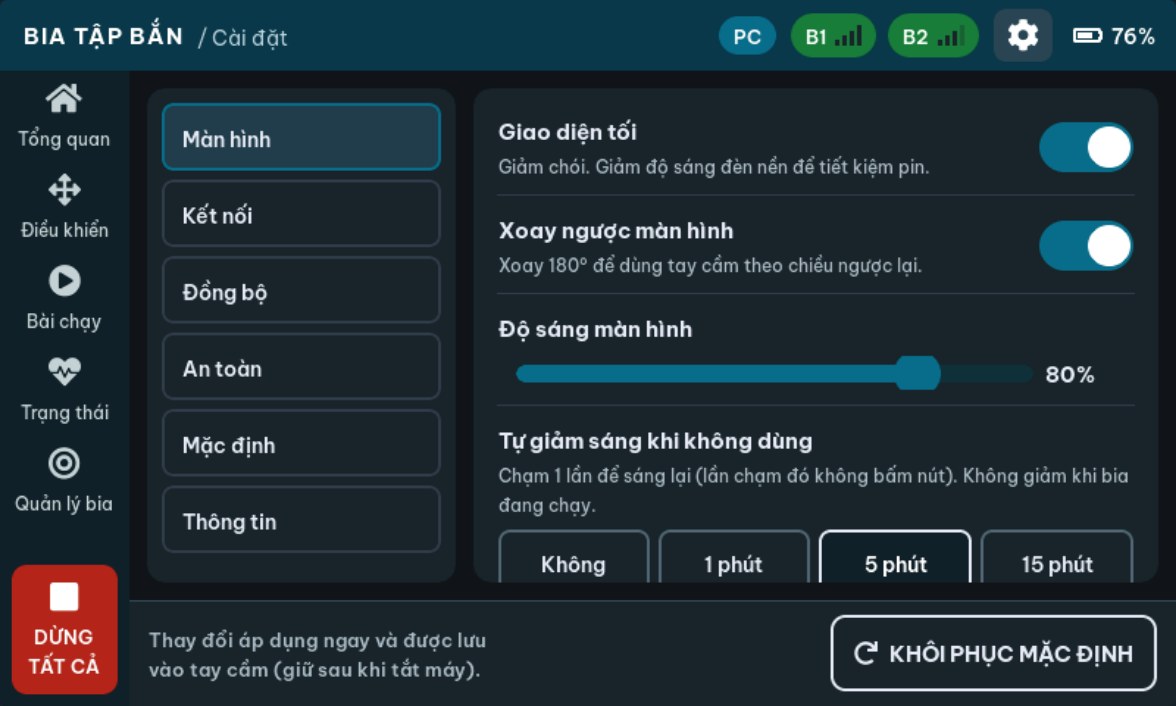 BIA TẬP BẮN / Cài đặt
PC
B1
B2
76%
Tổng quan
Điều khiển
Bài chạy
Trạng thái
Quản lý bia
DỪNG
TẤT CẢ
Màn hình
Kết nối
Đồng bộ
An toàn
Mặc định
Thông tin
Giao diện tối
Giảm chói. Giảm độ sáng đèn nền để tiết kiệm pin.
Xoay ngược màn hình
Xoay 180° để dùng tay cầm theo chiều ngược lại.
Độ sáng màn hình
80%
Tự giảm sáng khi không dùng
Chạm 1 lần để sáng lại (lần chạm đó không bấm nút). Không giảm khi bia
đang chạy.
Không
1 phút
5 phút
15 phút
Thay đổi áp dụng ngay và được lưu
vào tay cầm (giữ sau khi tắt máy).
KHÔI PHỤC MẶC ĐỊNH